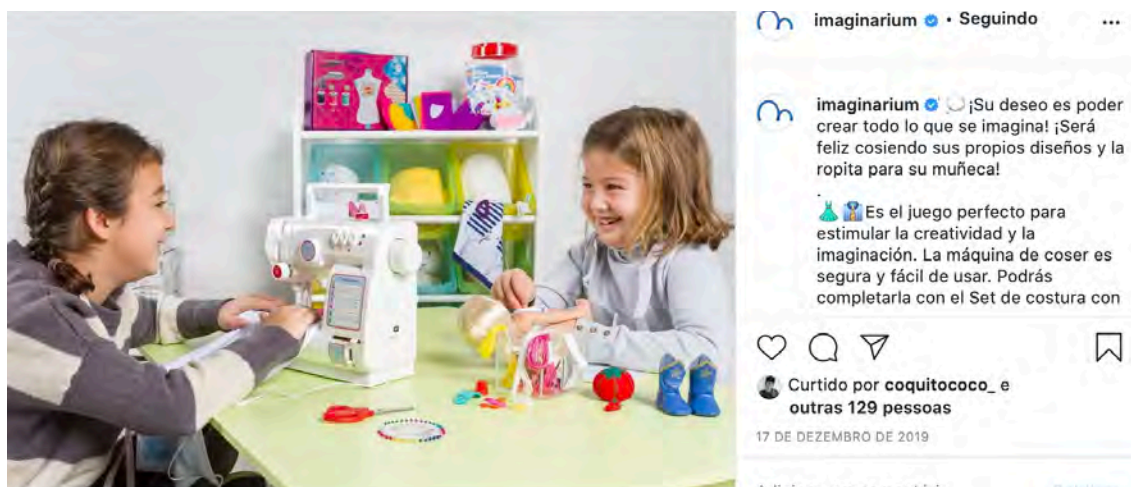 imaginarium • Seguindo
imaginarium ¡Su deseo es poder
crear todo lo que se imagina! ¡Será
feliz cosiendo sus propios diseños y la
ropita para su muñeca!
.
Es el juego perfecto para
estimular la creatividad y la
imaginación. La máquina de coser es
segura y fácil de usar. Podrás
completarla con el Set de costura con
Curtido por coquitococo_ e
outras 129 pessoas
17 DE DEZEMBRO DE 2019